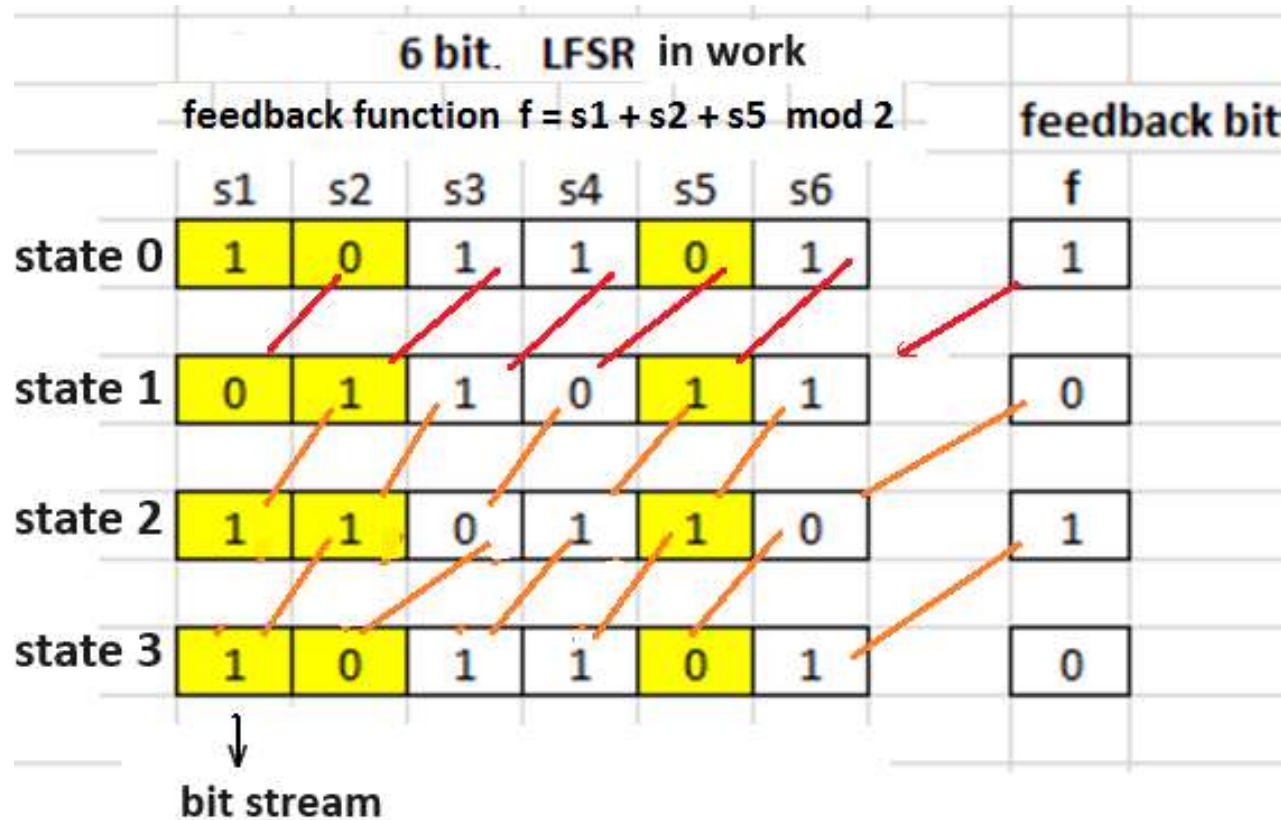 6 bit. LFSR in work
feedback function f = s1 + s2 + s5 mod 2 feedback bit
s1 s2 s3 s4 s5 s6 f
state 0 1 0 1 1 0 1 1
state 1 0 1 1 0 1 1 0
state 2 1 1 0 1 1 0 1
state 3 1 0 1 1 0 1 0
bit stream